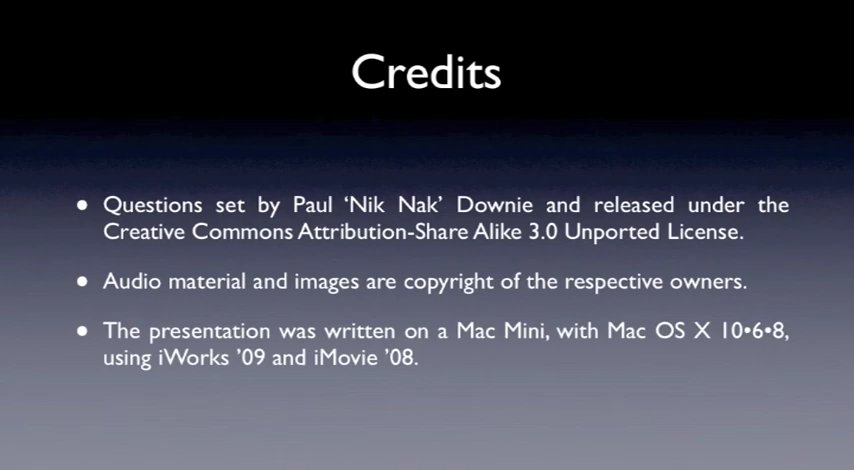 Credits
• Questions set by Paul ‘Nik Nak’ Downie and released under the
Creative Commons Attribution-Share Alike 3.0 Unported License.
• Audio material and images are copyright of the respective owners.
• The presentation was written on a Mac Mini, with Mac OS X 10•6•8,
using iWorks ’09 and iMovie ’08.